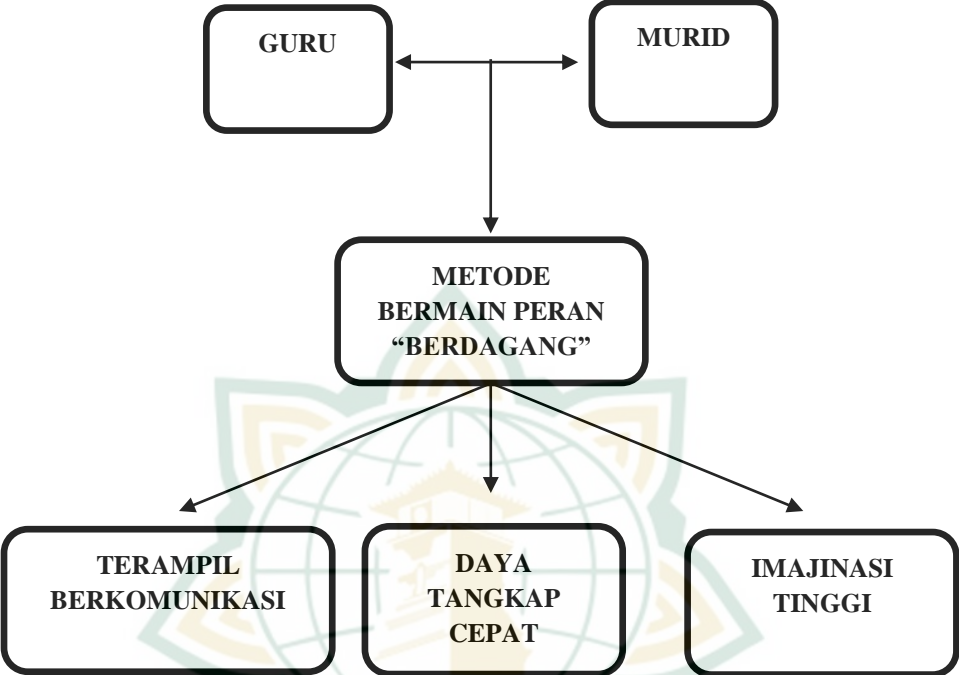 GURU
MURID
METODE
BERMAIN PERAN
“BERDAGANG”
TERAMPIL
BERKOMUNIKASI
DAYA
TANGKAP
CEPAT
IMAJINASI
TINGGI